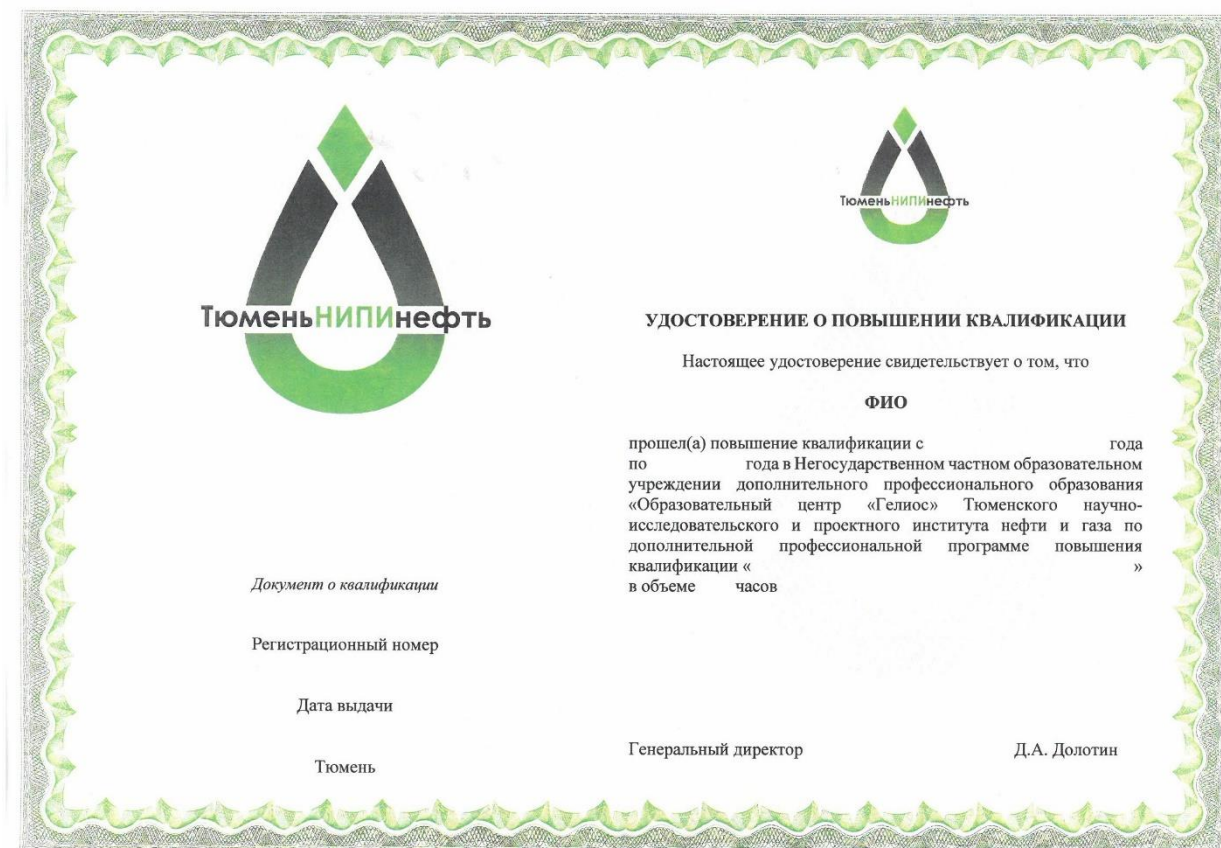 ТюменьНИПИнефть
Документ о квалификации
Регистрационный номер
Дата выдачи
Тюмень
ТюменьНИПИнефть
УДОСТОВЕРЕНИЕ О ПОВЫШЕНИИ КВАЛИФИКАЦИИ
Настоящее удостоверение свидетельствует о том, что
ФИО
прошел(а) повышение квалификации с года
по года в Негосударственном частном образовательном
учреждении дополнительного профессионального образования
«Образовательный центр «Гелиос» Тюменского научно-
исследовательского и проектного института нефти и газа по
дополнительной профессиональной программе повышения
квалификации « »
в объеме часов
Генеральный директор Д.А. Долотин